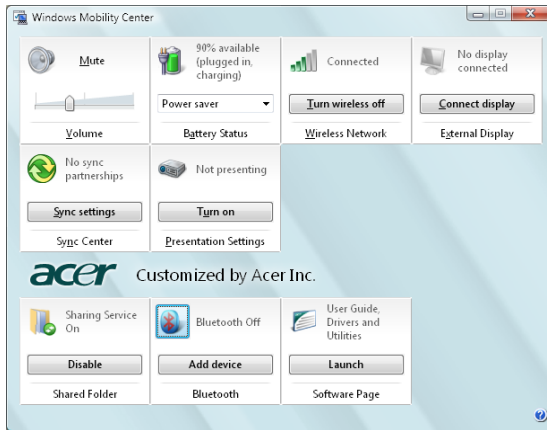 Windows Mobility Center
Mute
Volume
90% available
(plugged in,
charging)
Power saver
Battery Status
Connected
Turn wireless off
Wireless Network
No display
connected
Connect display
External Display
No sync
partnerships
Sync settings
Sync Center
Not presenting
Turn on
Presentation Settings
acer Customized by Acer Inc.
Sharing Service
On
Disable
Shared Folder
Bluetooth Off
Add device
Bluetooth
User Guide,
Drivers and
Utilities
Launch
Software Page